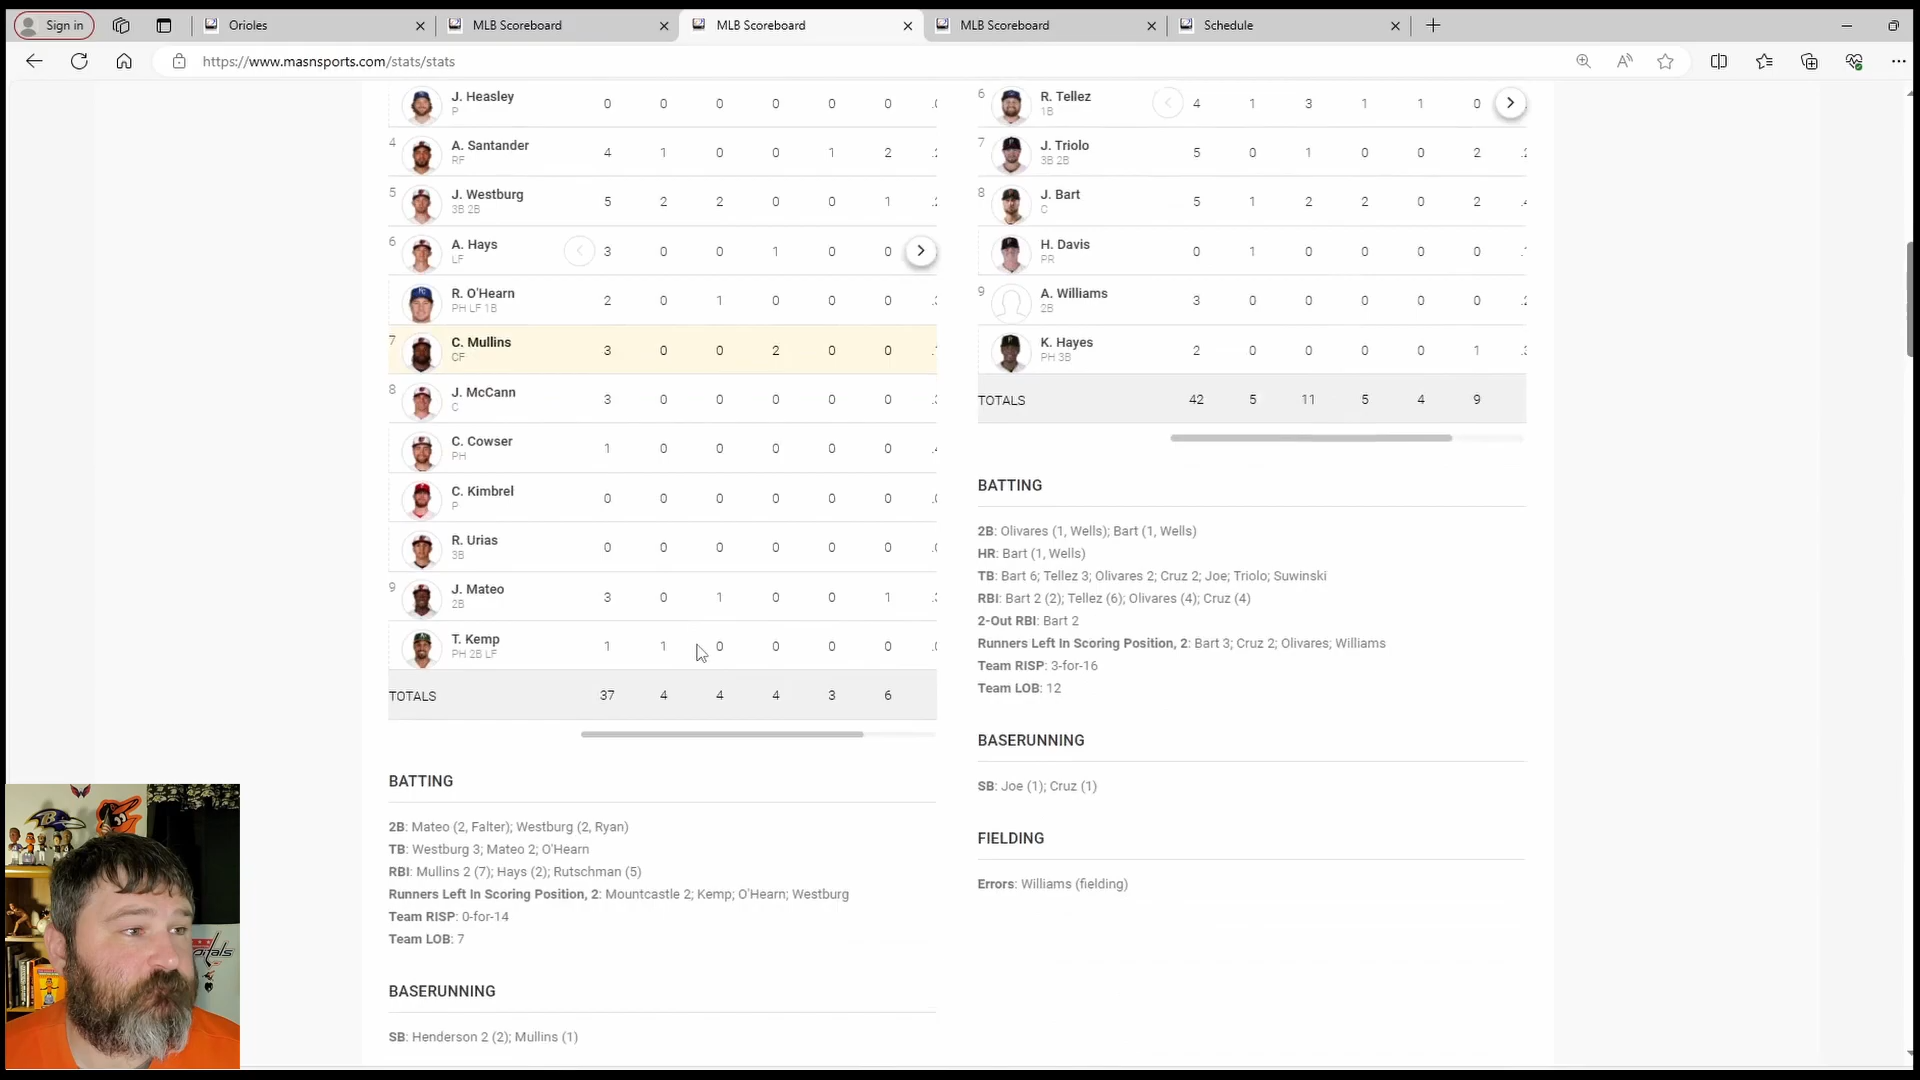 Sign in
Orioles
MLB Scoreboard
MLB Scoreboard
MLB Scoreboard
Schedule
https://www.masnsports.com/stats/stats
J. Heasley 0 0 0 0 0 0
P
4 A. Santander 4 1 0 0 1 2
RF
5 J. Westburg 5 2 2 0 0 1
3B 2B
6 A. Hays 3 0 0 1 0 0
LF
R. O'Hearn 2 0 1 0 0 0
PH LF 1B
7 C. Mullins 3 0 0 2 0 0
CF
8 J. McCann 3 0 0 0 0 0
C
C. Cowser 1 0 0 0 0 0
PH
C. Kimbrel 0 0 0 0 0 0
P
R. Urias 0 0 0 0 0 0
3B
9 J. Mateo 3 0 1 0 0 1
2B
T. Kemp 1 1 0 0 0 0
PH 2B LF
TOTALS 37 4 4 4 3 6
BATTING
2B: Mateo (2, Falter); Westburg (2, Ryan)
TB: Westburg 3; Mateo 2; O'Hearn
RBI: Mullins 2 (7); Hays (2); Rutschman (5)
Runners Left In Scoring Position, 2: Mountcastle 2; Kemp; O'Hearn; Westburg
Team RISP: 0-for-14
Team LOB: 7
BASERUNNING
SB: Henderson 2 (2); Mullins (1)
6 R. Tellez 4 1 3 1 1 0
1B
7 J. Triolo 5 0 1 0 0 2
3B 2B
8 J. Bart 5 1 2 2 0 2
C
H. Davis 0 1 0 0 0 0
PR
9 A. Williams 3 0 0 0 0 0
2B
K. Hayes 2 0 0 0 0 1
PH 3B
TOTALS 42 5 11 5 4 9
BATTING
2B: Olivares (1, Wells); Bart (1, Wells)
HR: Bart (1, Wells)
TB: Bart 6; Tellez 3; Olivares 2; Cruz 2; Joe; Triolo; Suwinski
RBI: Bart 2 (2); Tellez (6); Olivares (4); Cruz (4)
2-Out RBI: Bart 2
Runners Left In Scoring Position, 2: Bart 3; Cruz 2; Olivares; Williams
Team RISP: 3-for-16
Team LOB: 12
BASERUNNING
SB: Joe (1); Cruz (1)
FIELDING
Errors: Williams (fielding)